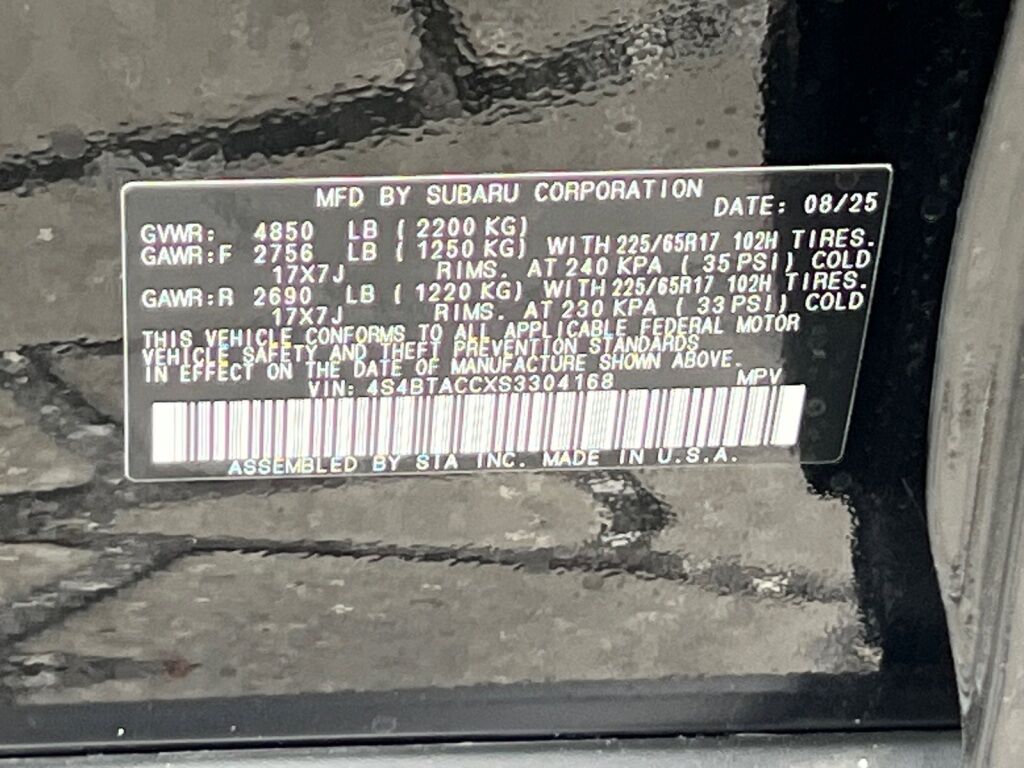 MFD BY SUBARU CORPORATION
DATE: 08/25
GVWR: 4850 LB ( 2200 KG)
GAWR:F 2756 LB ( 1250 KG) WITH 225/65R17 102H TIRES.
17X7J RIMS. AT 240 KPA ( 35 PSI) COLD
GAWR:R 2690 LB ( 1220 KG) WITH 225/65R17 102H TIRES.
17X7J RIMS. AT 230 KPA ( 33 PSI) COLD
THIS VEHICLE CONFORMS TO ALL APPLICABLE FEDERAL MOTOR
VEHICLE SAFETY AND THEFT PREVENTION STANDARDS
IN EFFECT ON THE DATE OF MANUFACTURE SHOWN ABOVE.
VIN: 4S4BTACCXS3304168 MPV
ASSEMBLED BY SIA INC. MADE IN U.S.A.